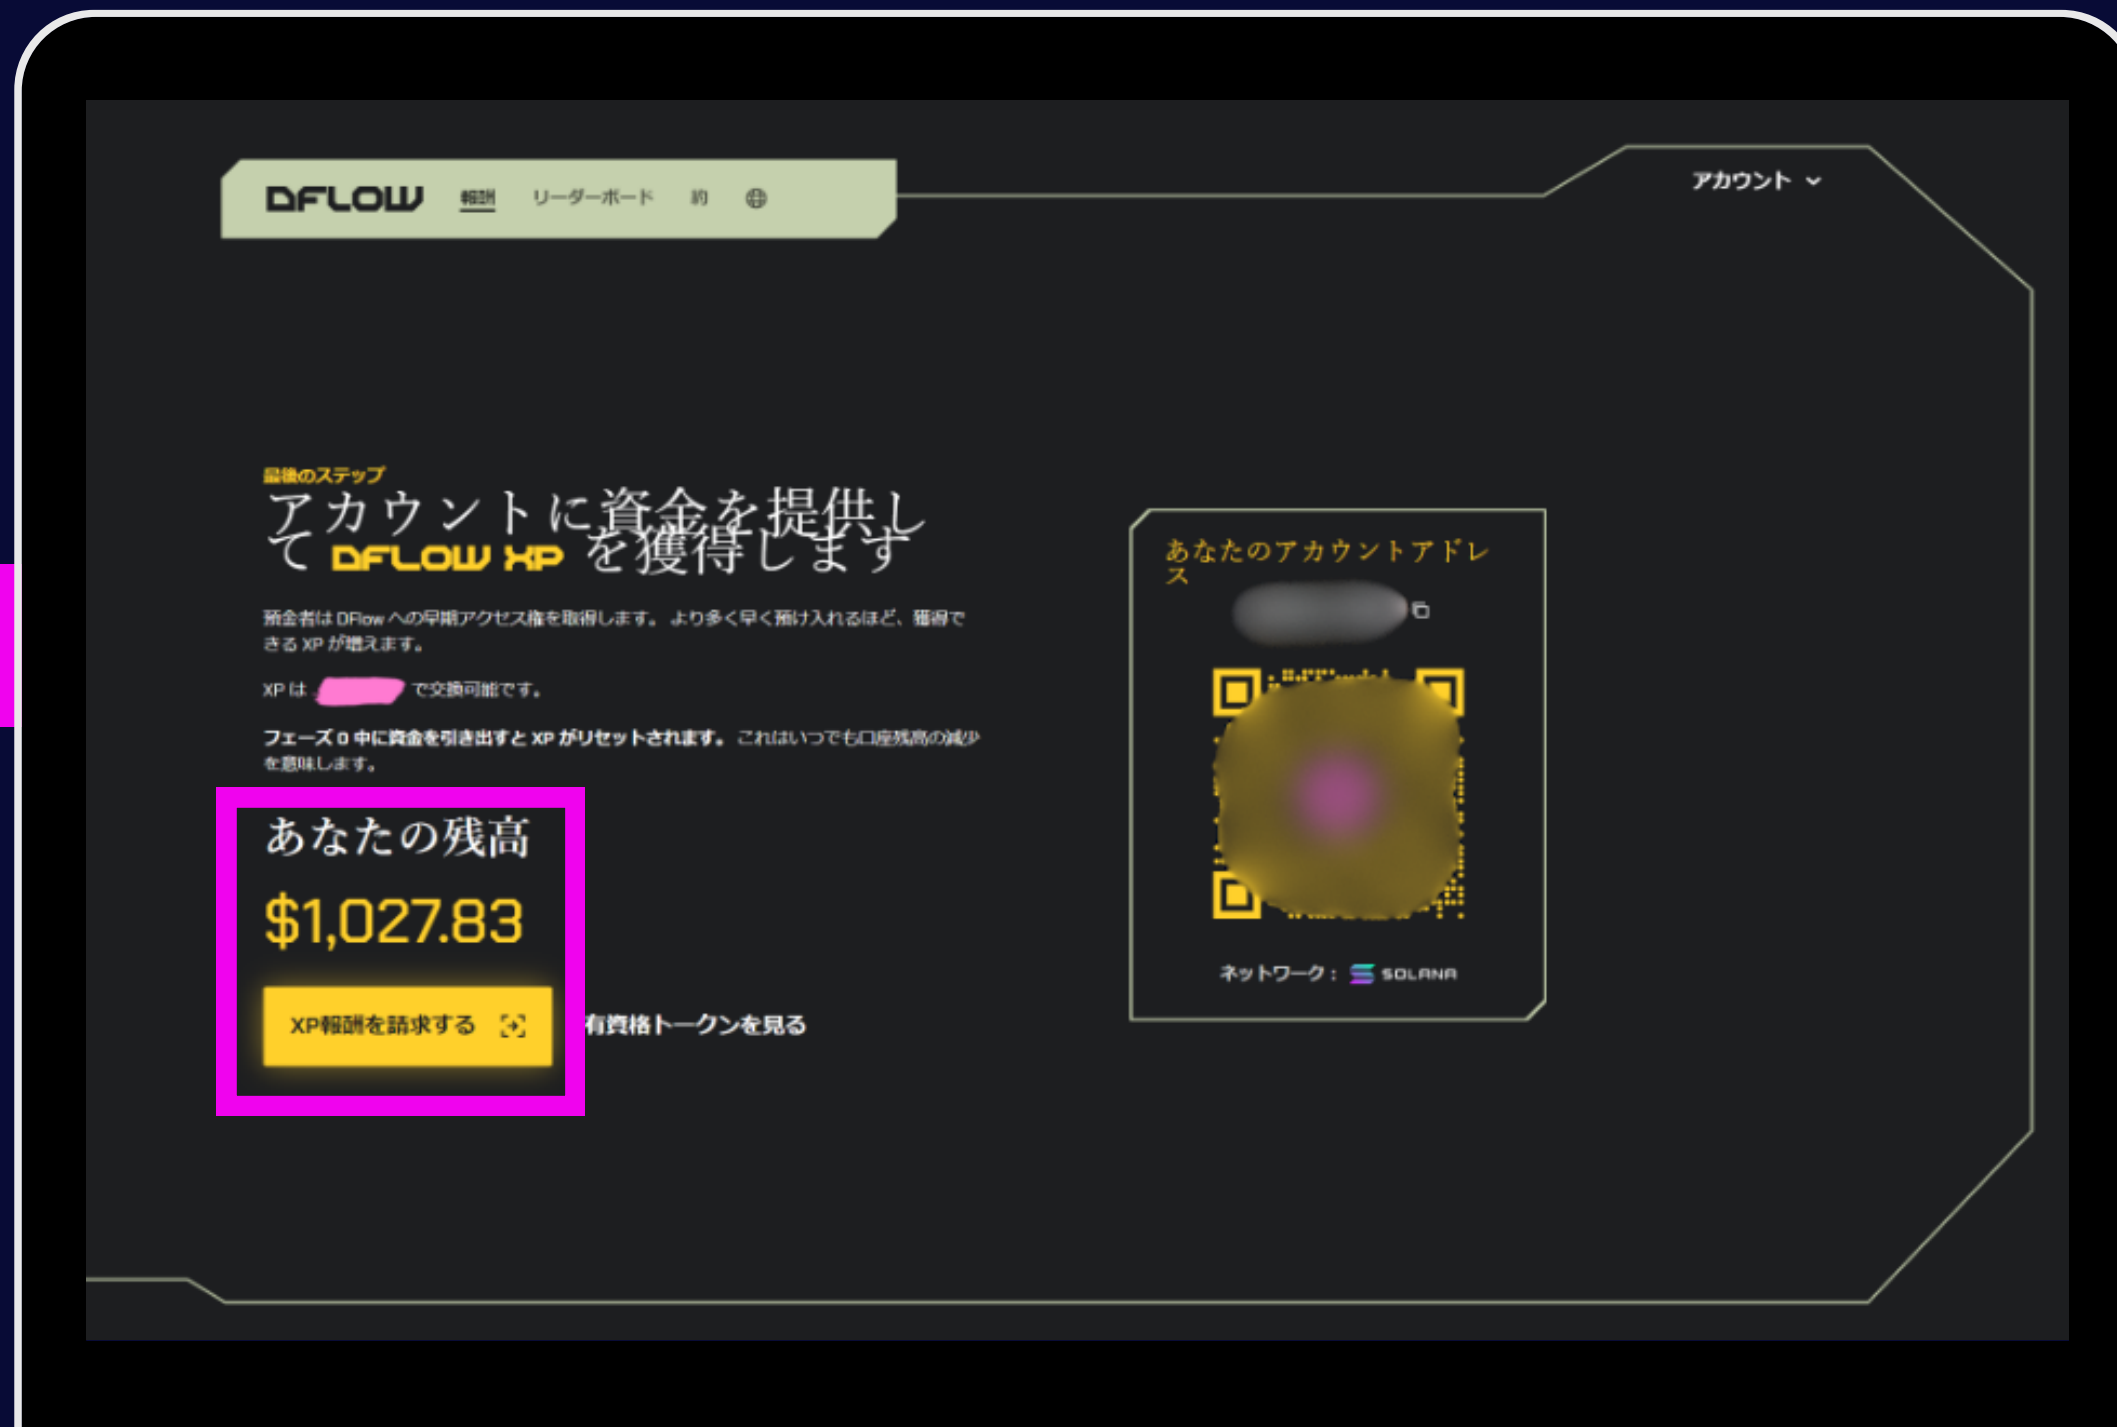 DFLOW 報酬 リーダーボード 約
アカウント
最後のステップ
アカウントに資金を提供し
て DFLOW XP を獲得します
預金者は DFlow への早期アクセス権を取得します。 より多く早く預け入れるほど、獲得で
きる XP が増えます。
XP は で交換可能です。
フェーズ 0 中に資金を引き出すと XP がリセットされます。 これはいつでも口座残高の減少
を意味します。
あなたの残高
$1,027.83
XP報酬を請求する
有資格トークンを見る
あなたのアカウントアドレ
ス
ネットワーク： SOLANA